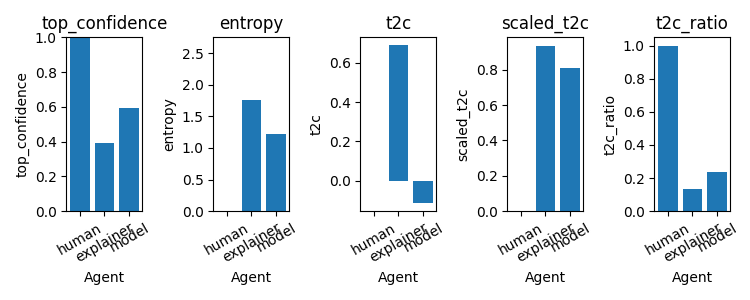 top_confidence
entropy
t2c
scaled_t2c
t2c_ratio
top_confidence
1.0
0.8
0.6
0.4
0.2
0.0
human
explainer
model
Agent
entropy
2.5
2.0
1.5
1.0
0.5
0.0
human
explainer
model
Agent
t2c
0.6
0.4
0.2
0.0
human
explainer
model
Agent
scaled_t2c
0.8
0.6
0.4
0.2
0.0
human
explainer
model
Agent
t2c_ratio
1.0
0.8
0.6
0.4
0.2
0.0
human
explainer
model
Agent